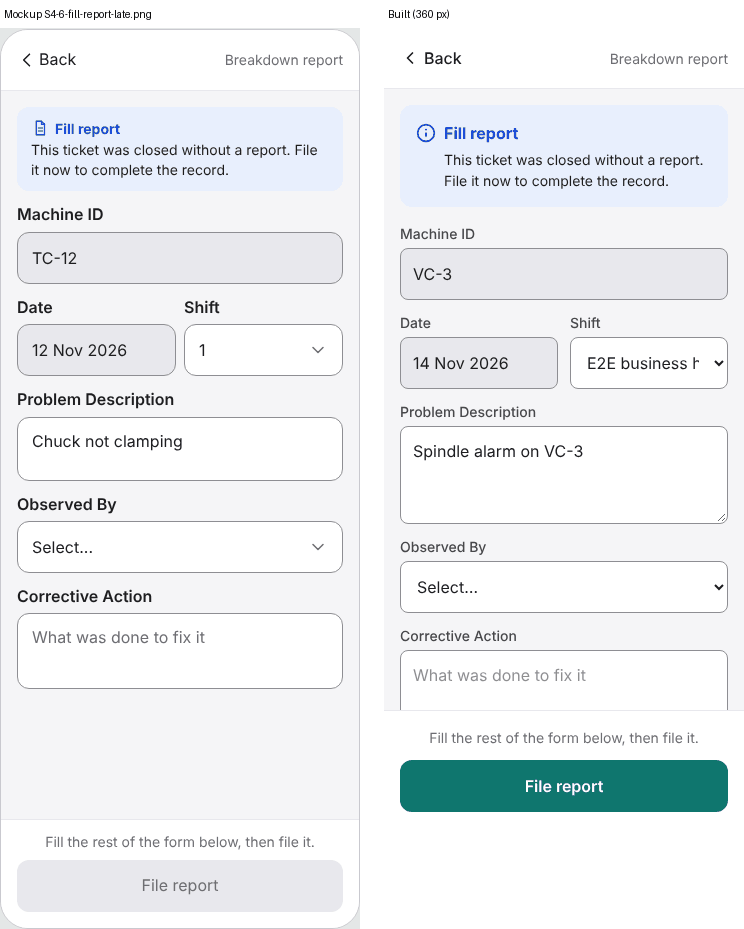 Mockup S4-6-fill-report-late.png
Back
Breakdown report
Fill report
This ticket was closed without a report. File
it now to complete the record.
Machine ID
TC-12
Date
Shift
12 Nov 2026
1
Problem Description
Chuck not clamping
Observed By
Select...
Corrective Action
What was done to fix it
Fill the rest of the form below, then file it.
File report
Built (360 px)
Back
Breakdown report
Fill report
This ticket was closed without a report.
File it now to complete the record.
Machine ID
VC-3
Date
Shift
14 Nov 2026
E2E business h
Problem Description
Spindle alarm on VC-3
Observed By
Select...
Corrective Action
What was done to fix it
Fill the rest of the form below, then file it.
File report